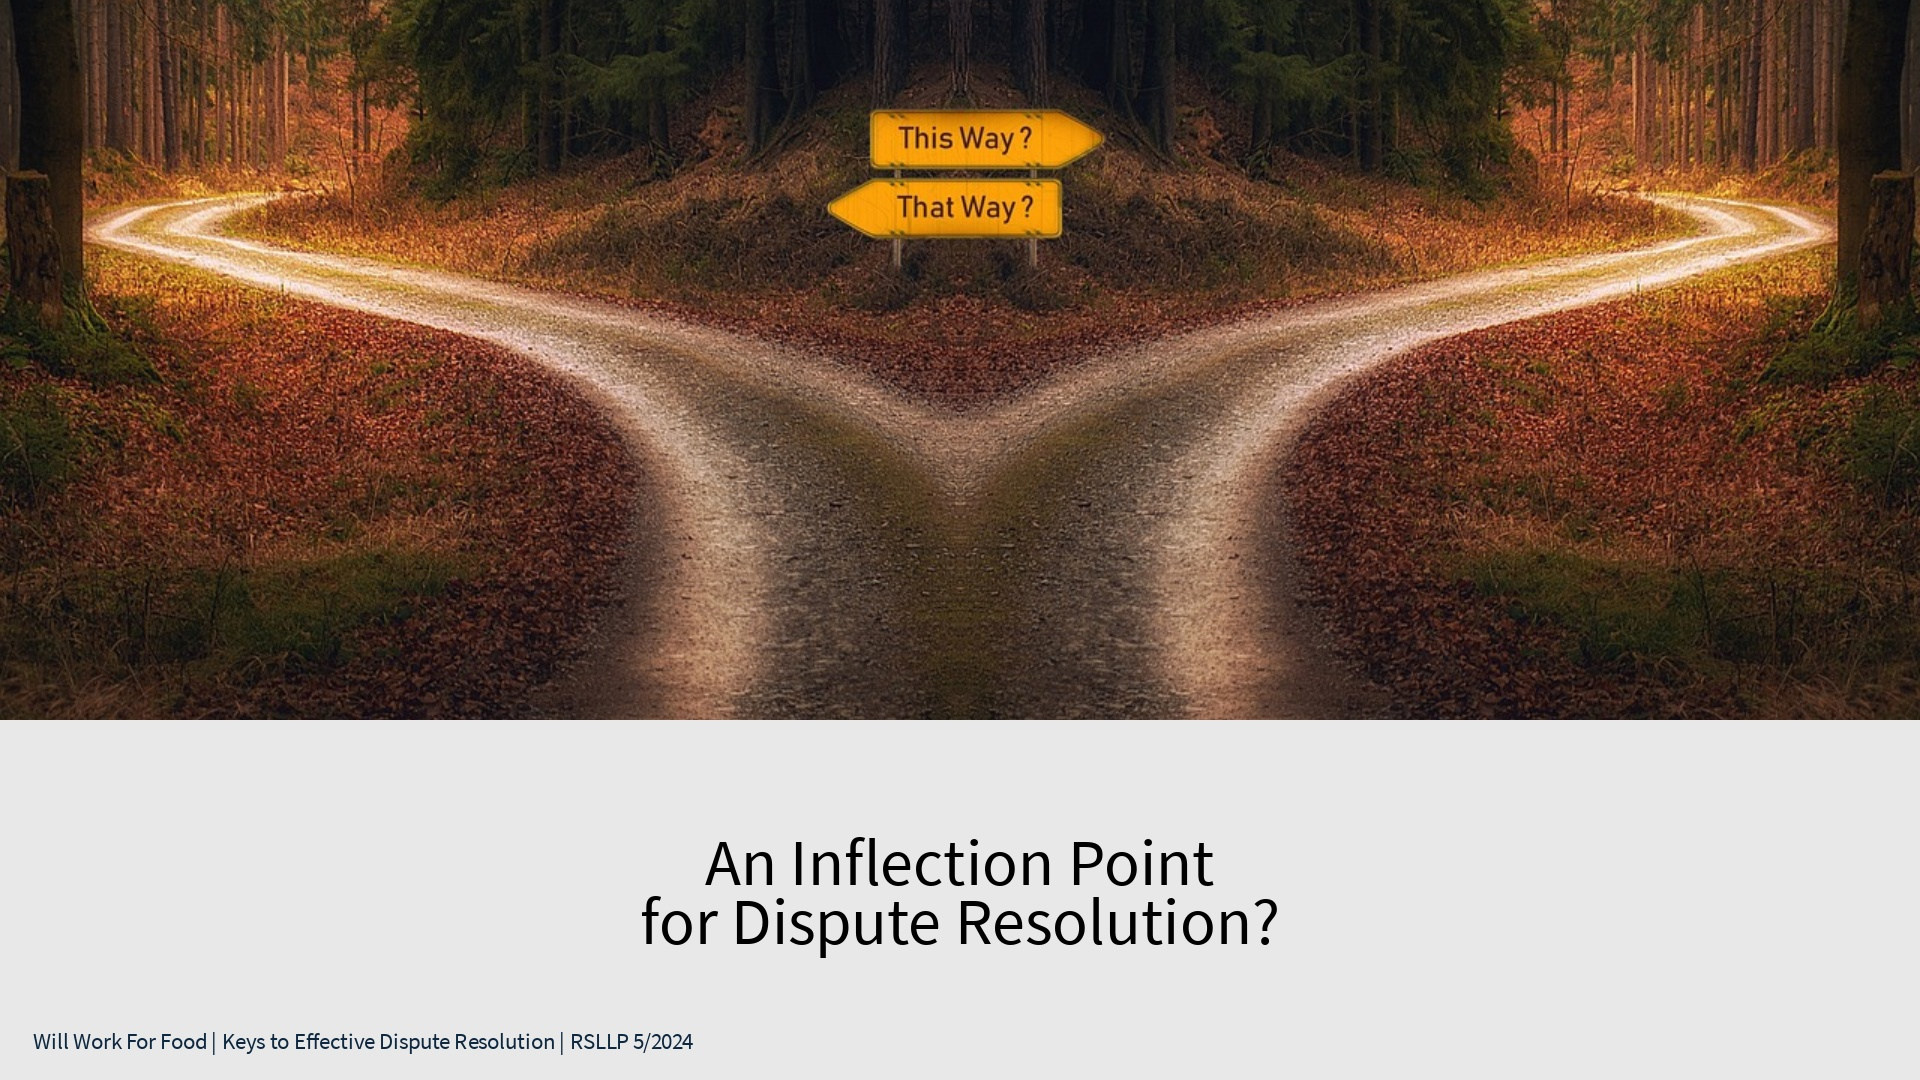 This Way ?
That Way ?
An Inflection Point
for Dispute Resolution?
Will Work For Food | Keys to Effective Dispute Resolution | RSLLP 5/2024